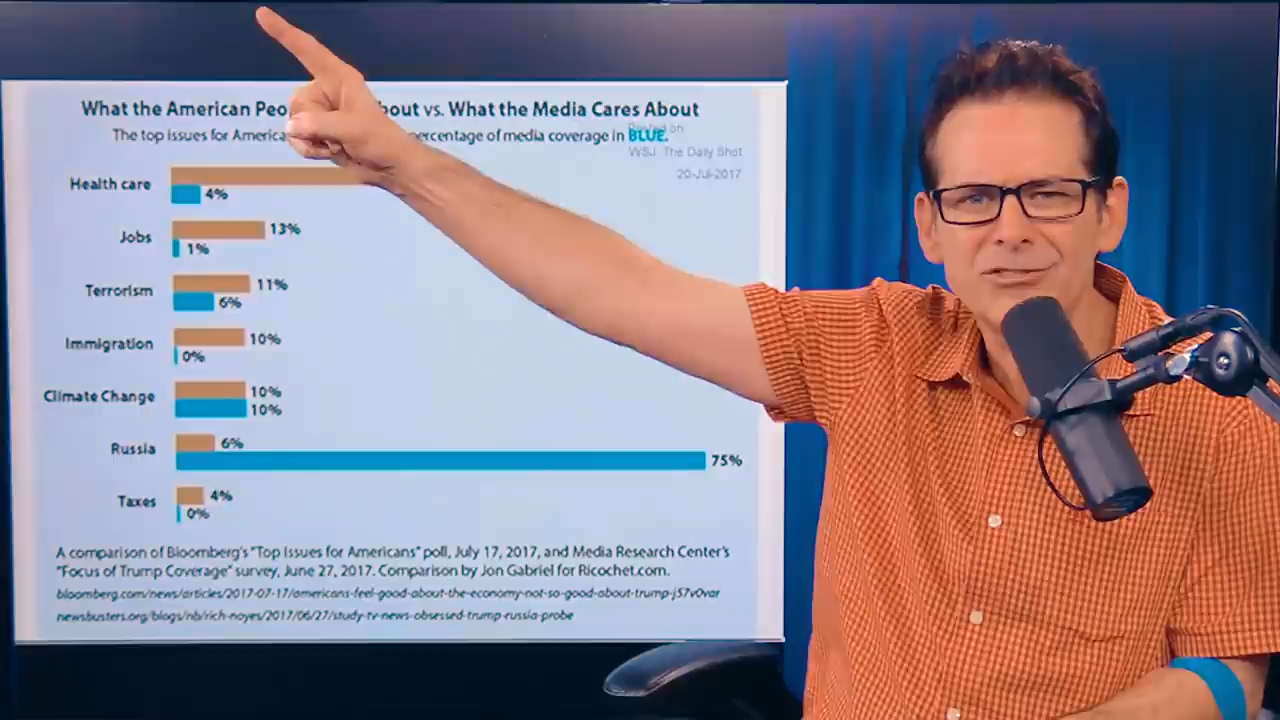 What the American Peo bout vs. What the Media Cares About
The top issues for America percentage of media coverage in BLUE.
Posted on
WSJ: The Daily Shot
20-Jul-2017
Health care
4%
Jobs
13%
1%
Terrorism
11%
6%
Immigration
10%
0%
Climate Change
10%
10%
Russia
6%
75%
Taxes
4%
0%
A comparison of Bloomberg's "Top Issues for Americans" poll, July 17, 2017, and Media Research Center's
"Focus of Trump Coverage" survey, June 27, 2017. Comparison by Jon Gabriel for Ricochet.com.
bloomberg.com/news/articles/2017-07-17/americans-feel-good-about-the-economy-not-so-good-about-trump-j57v0var
newsbusters.org/blogs/nb/rich-noyes/2017/06/27/study-tv-news-obsessed-trump-russia-probe